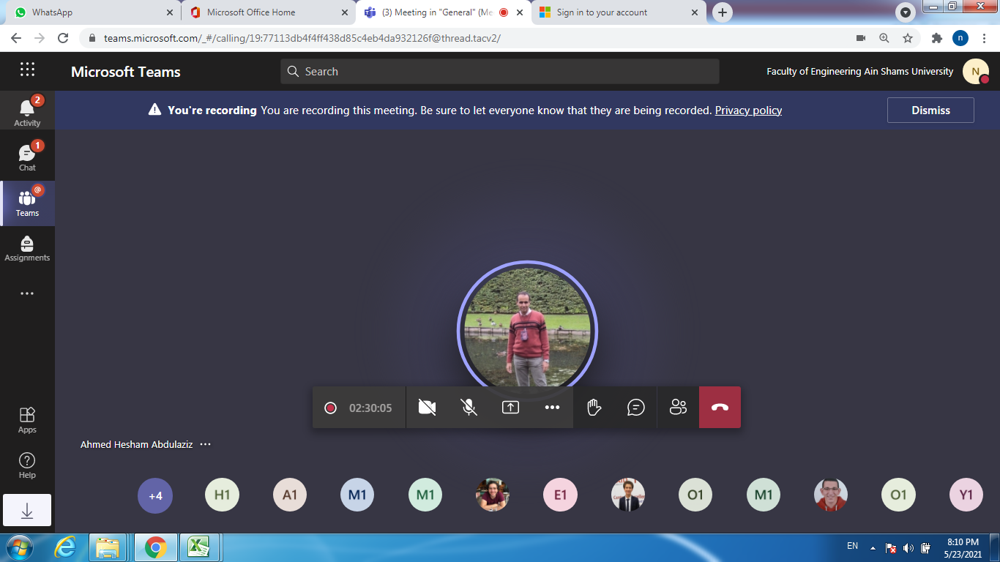 WhatsApp
Microsoft Office Home
(3) Meeting in "General" (Me
Sign in to your account
teams.microsoft.com/_#/calling/19:77113db4f4ff438d85c4eb4da932126f@thread.tacv2/
n
Microsoft Teams
Search
Faculty of Engineering Ain Shams University
N
You're recording You are recording this meeting. Be sure to let everyone know that they are being recorded. Privacy policy
Dismiss
2
Activity
1
Chat
@
Teams
Assignments
Apps
Help
02:30:05
Ahmed Hesham Abdulaziz
+4
H1
A1
M1
M1
E1
O1
M1
O1
Y1
EN
8:10 PM
5/23/2021